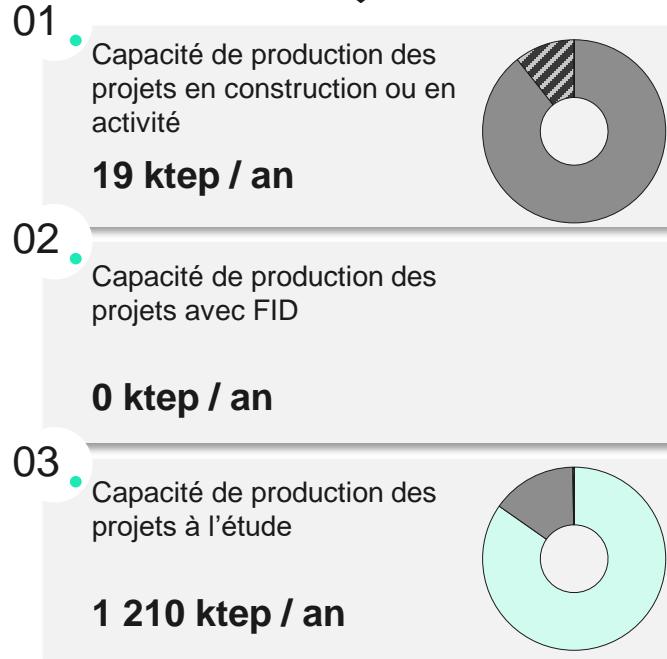 01
Capacité de production des
projets en construction ou en
activité
19 ktep / an
02
Capacité de production des
projets avec FID
0 ktep / an
03
Capacité de production des
projets à l’étude
1 210 ktep / an